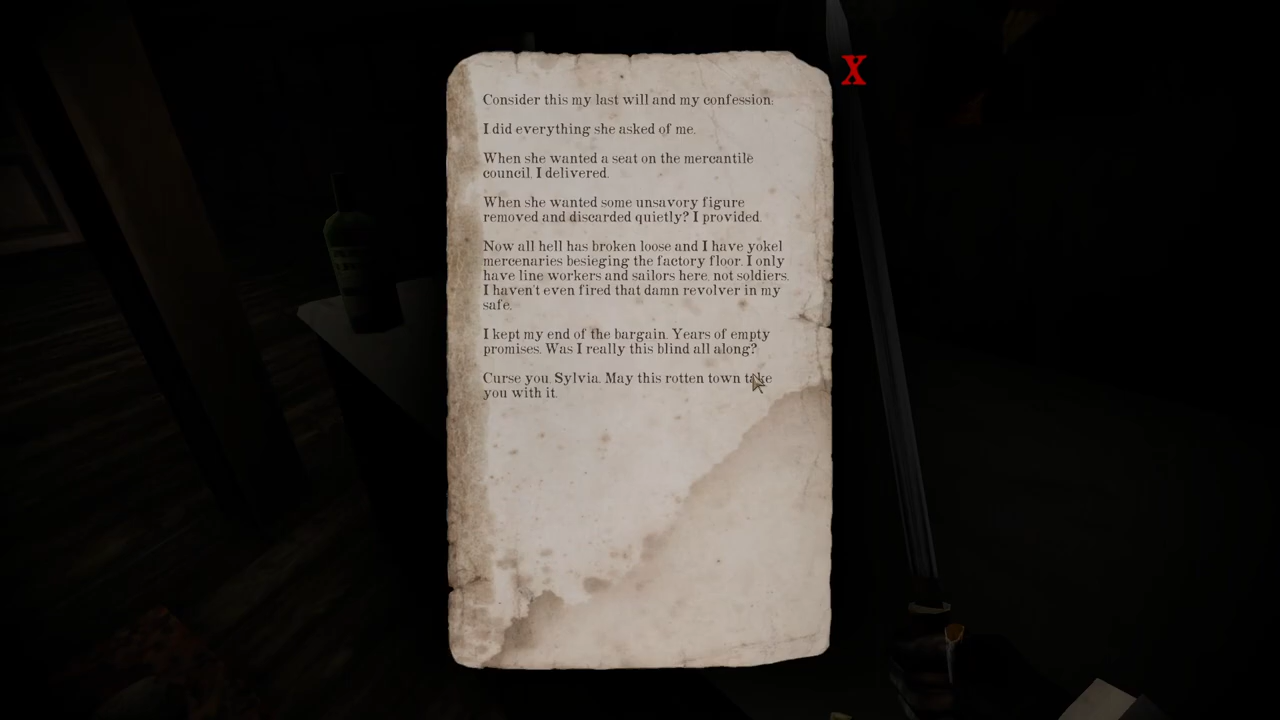 X
Consider this my last will and my confession:
I did everything she asked of me.
When she wanted a seat on the mercantile
council, I delivered.
When she wanted some unsavory figure
removed and discarded quietly? I provided.
Now all hell has broken loose and I have yokel
mercenaries besieging the factory floor. I only
have line workers and sailors here, not soldiers.
I haven't even fired that damn revolver in my
safe.
I kept my end of the bargain. Years of empty
promises. Was I really this blind all along?
Curse you, Sylvia. May this rotten town take
you with it.